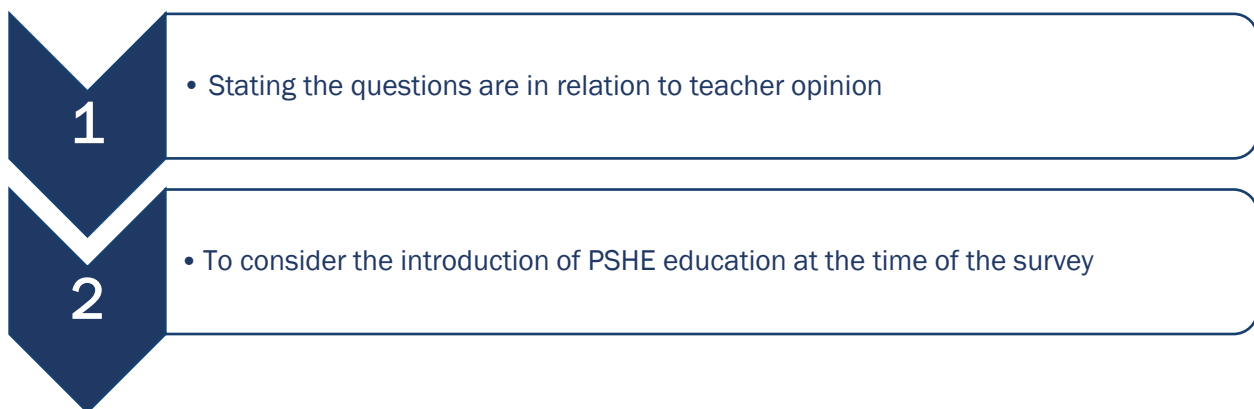 1
• Stating the questions are in relation to teacher opinion
2
• To consider the introduction of PSHE education at the time of the survey